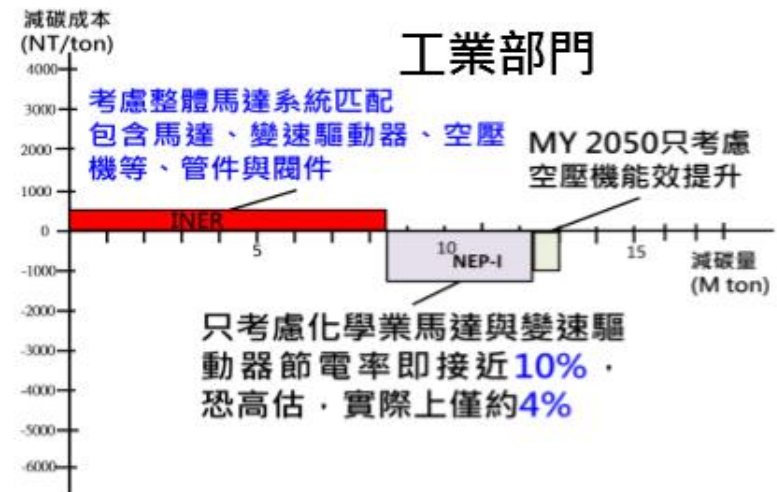 減碳成本
(NT/ton)
工業部門
4000
3000
2000
1000
0
-1000
-2000
-3000
-4000
-5000
-6000
考慮整體馬達系統匹配
包含馬達、變速驅動器、空壓
機等、管件與閥件
MY 2050只考慮
空壓機能效提升
INER
5
10
NEP-I
15
減碳量
(M ton)
只考慮化學業馬達與變速驅
動器節電率即接近10%，
恐高估，實際上僅約4%